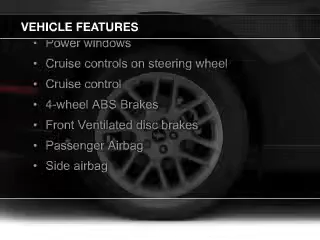 VEHICLE FEATURES
• Power windows
• Cruise controls on steering wheel
• Cruise control
• 4-wheel ABS Brakes
• Front Ventilated disc brakes
• Passenger Airbag
• Side airbag